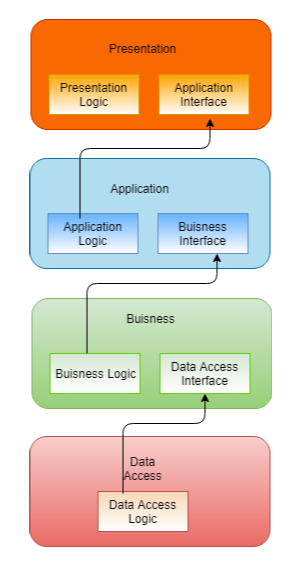 Presentation
Presentation
Logic
Application
Interface
Application
Application
Logic
Buisness
Interface
Buisness
Buisness Logic
Data Access
Interface
Data
Access
Data Access
Logic